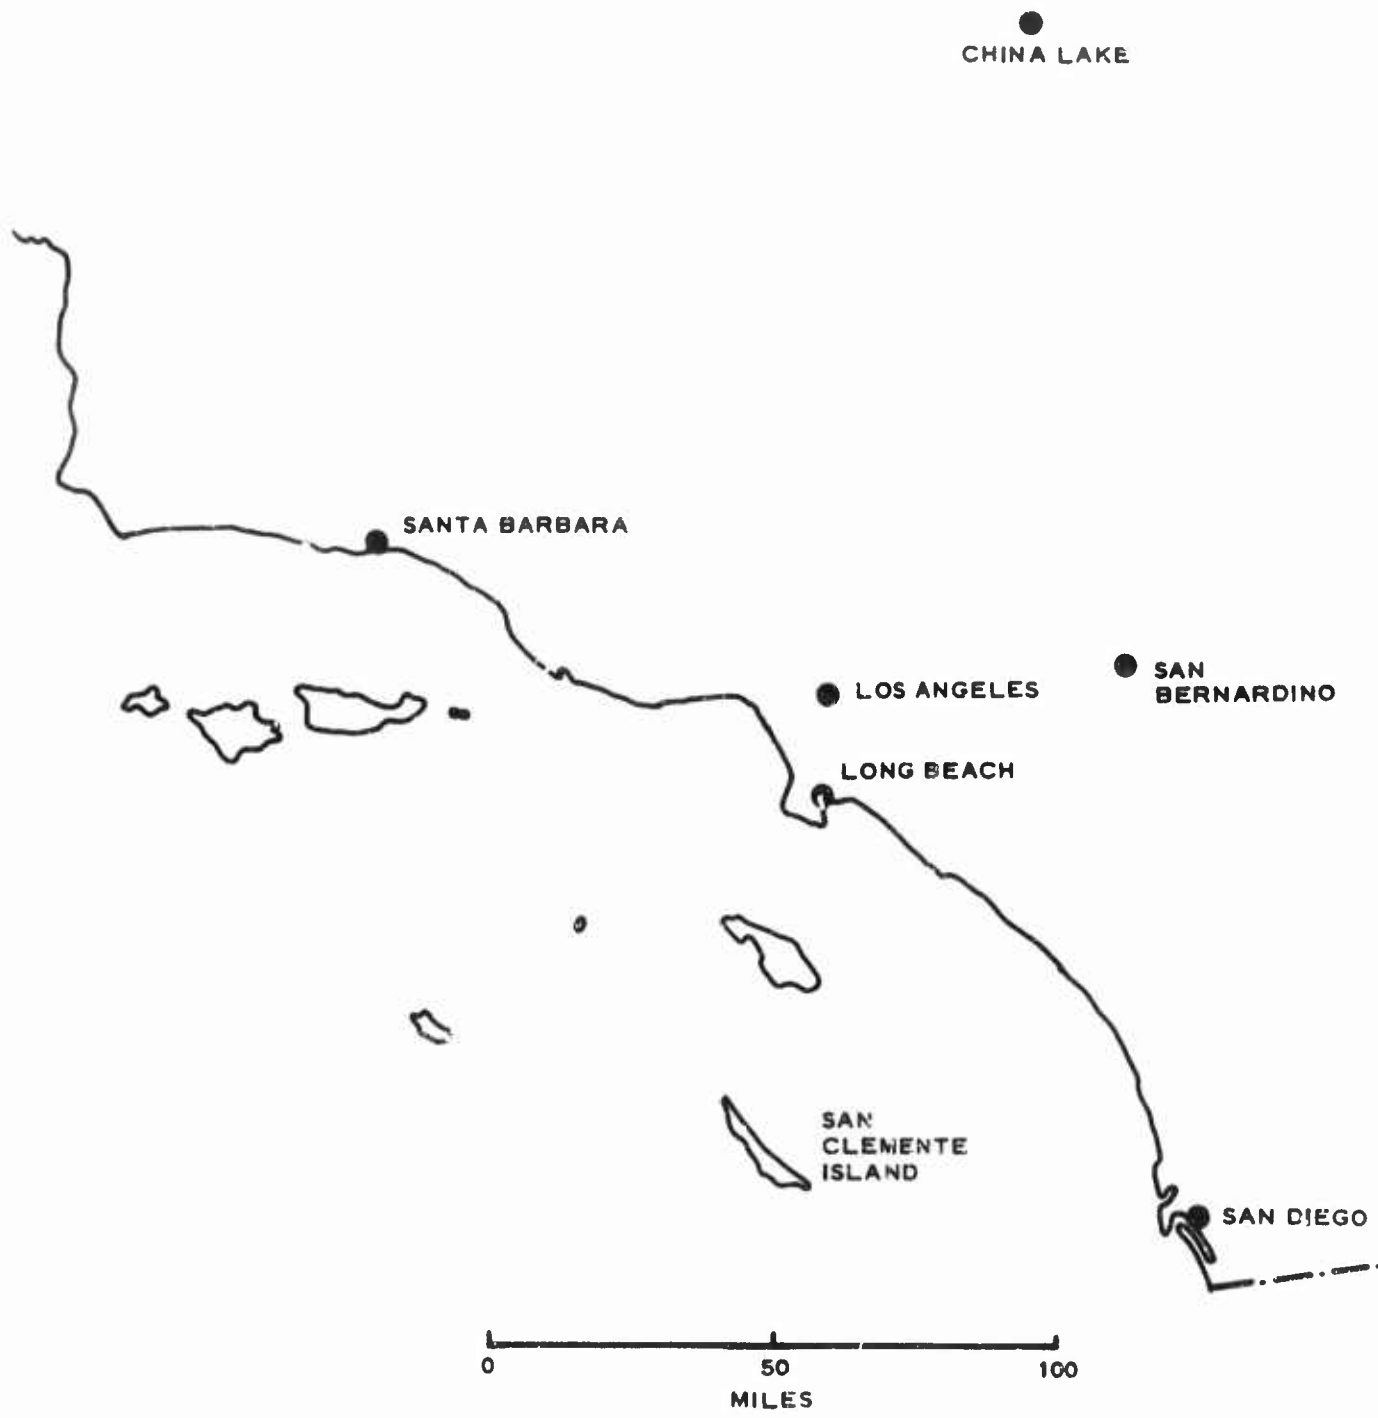 CHINA LAKE
SANTA BARBARA
SAN
BERNARDINO
LOS ANGELES
LONG BEACH
SAN
CLEMENTE
ISLAND
SAN DIEGO
0 50 100
MILES